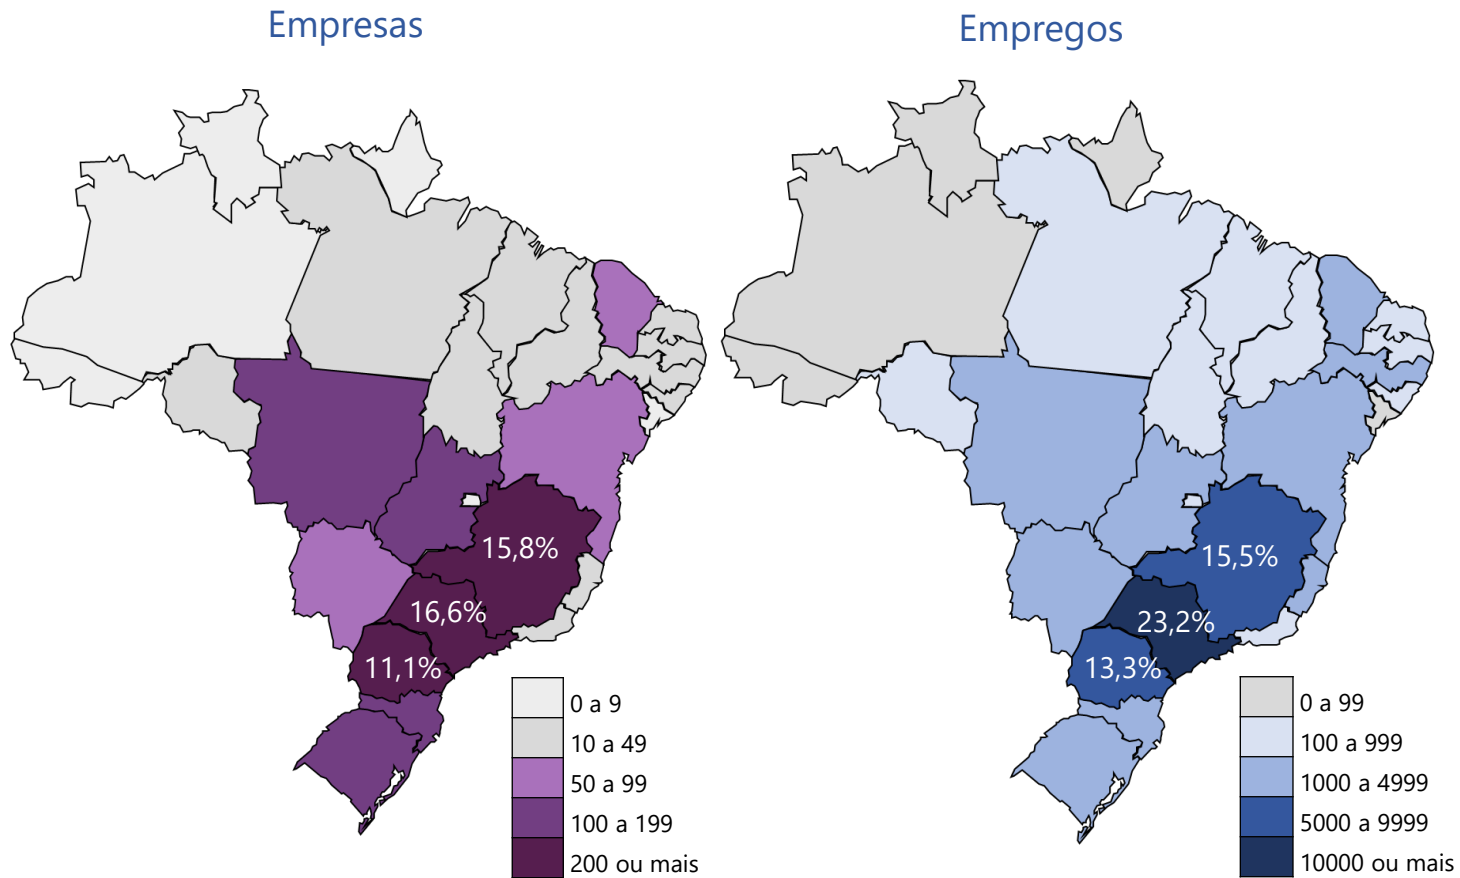 Empresas
Empregos
15,8%
16,6%
11,1%
0 a 9
10 a 49
50 a 99
100 a 199
200 ou mais
15,5%
23,2%
13,3%
0 a 99
100 a 999
1000 a 4999
5000 a 9999
10000 ou mais